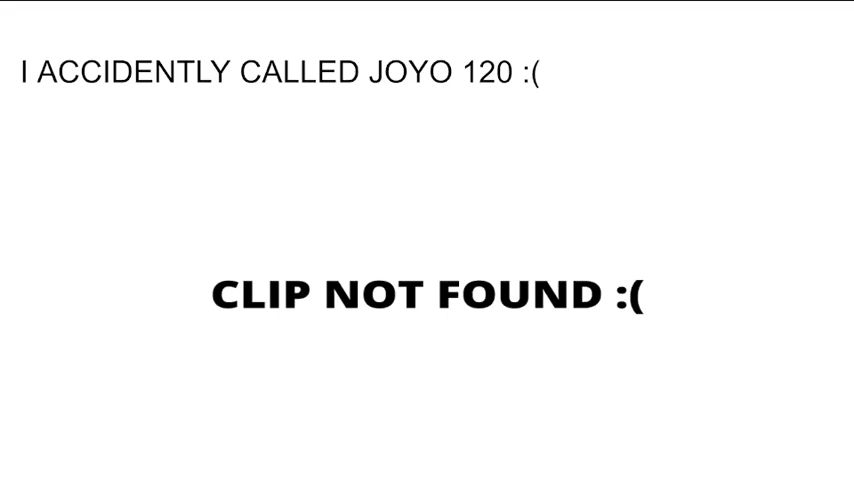 I ACCIDENTLY CALLED JOYO 120 :(
CLIP NOT FOUND :(